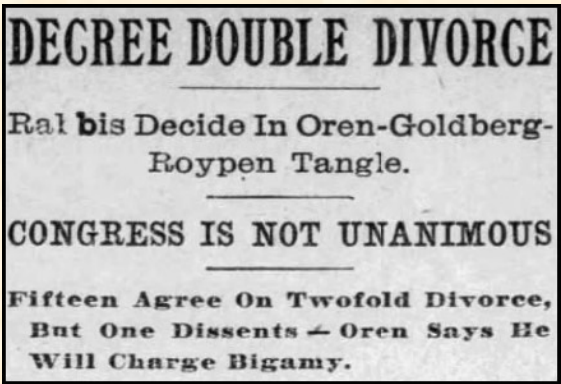 DECREE DOUBLE DIVORCE
Ral bis Decide In Oren-Goldberg-
Roypen Tangle.
CONGRESS IS NOT UNANIMOUS
Fifteen Agree On Twofold Divorce,
But One Dissents — Oren Says He
Will Charge Bigamy.